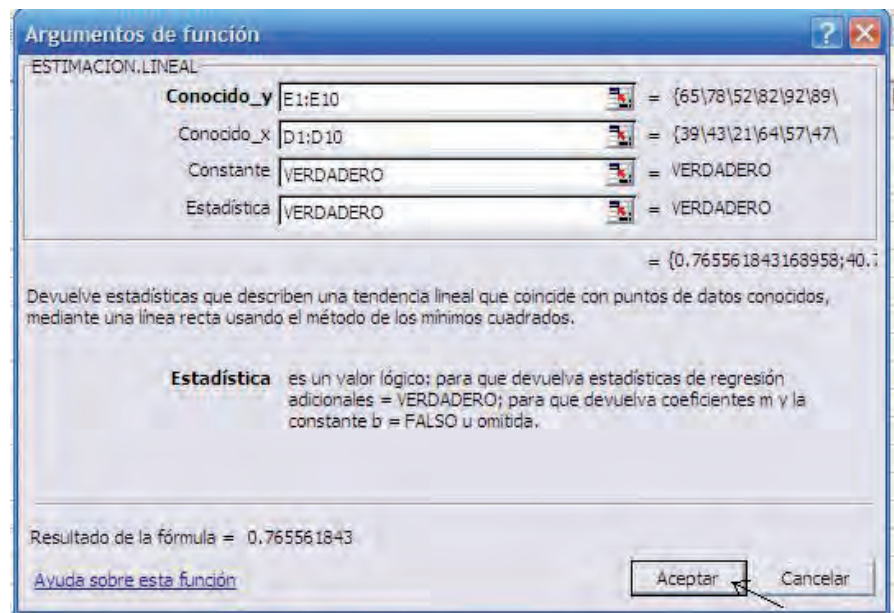 Argumentos de función
ESTIMACION.LINEAL
Conocido_y E1:E10 = {65\78\52\82\92\89\
Conocido_x D1:D10 = {39\43\21\64\57\47\
Constante VERDADERO = VERDADERO
Estadística VERDADERO = VERDADERO
= {0.765561843168958;40.7
Devuelve estadísticas que describen una tendencia lineal que coincide con puntos de datos conocidos,
mediante una línea recta usando el método de los mínimos cuadrados.
Estadística es un valor lógico: para que devuelva estadísticas de regresión
adicionales = VERDADERO; para que devuelva coeficientes m y la
constante b = FALSO u omitida.
Resultado de la fórmula = 0.765561843
Ayuda sobre esta función Aceptar Cancelar